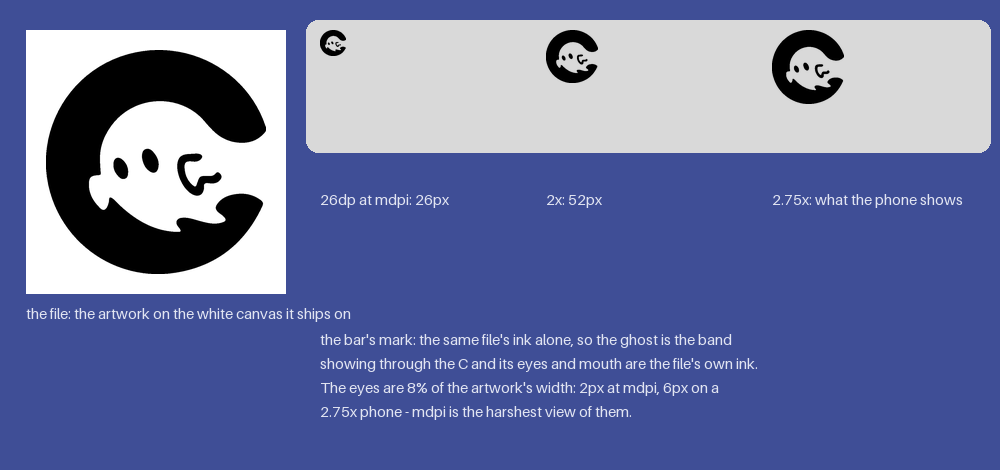 26dp at mdpi: 26px
2x: 52px
2.75x: what the phone shows
the file: the artwork on the white canvas it ships on
the bar's mark: the same file's ink alone, so the ghost is the band
showing through the C and its eyes and mouth are the file's own ink.
The eyes are 8% of the artwork's width: 2px at mdpi, 6px on a
2.75x phone - mdpi is the harshest view of them.